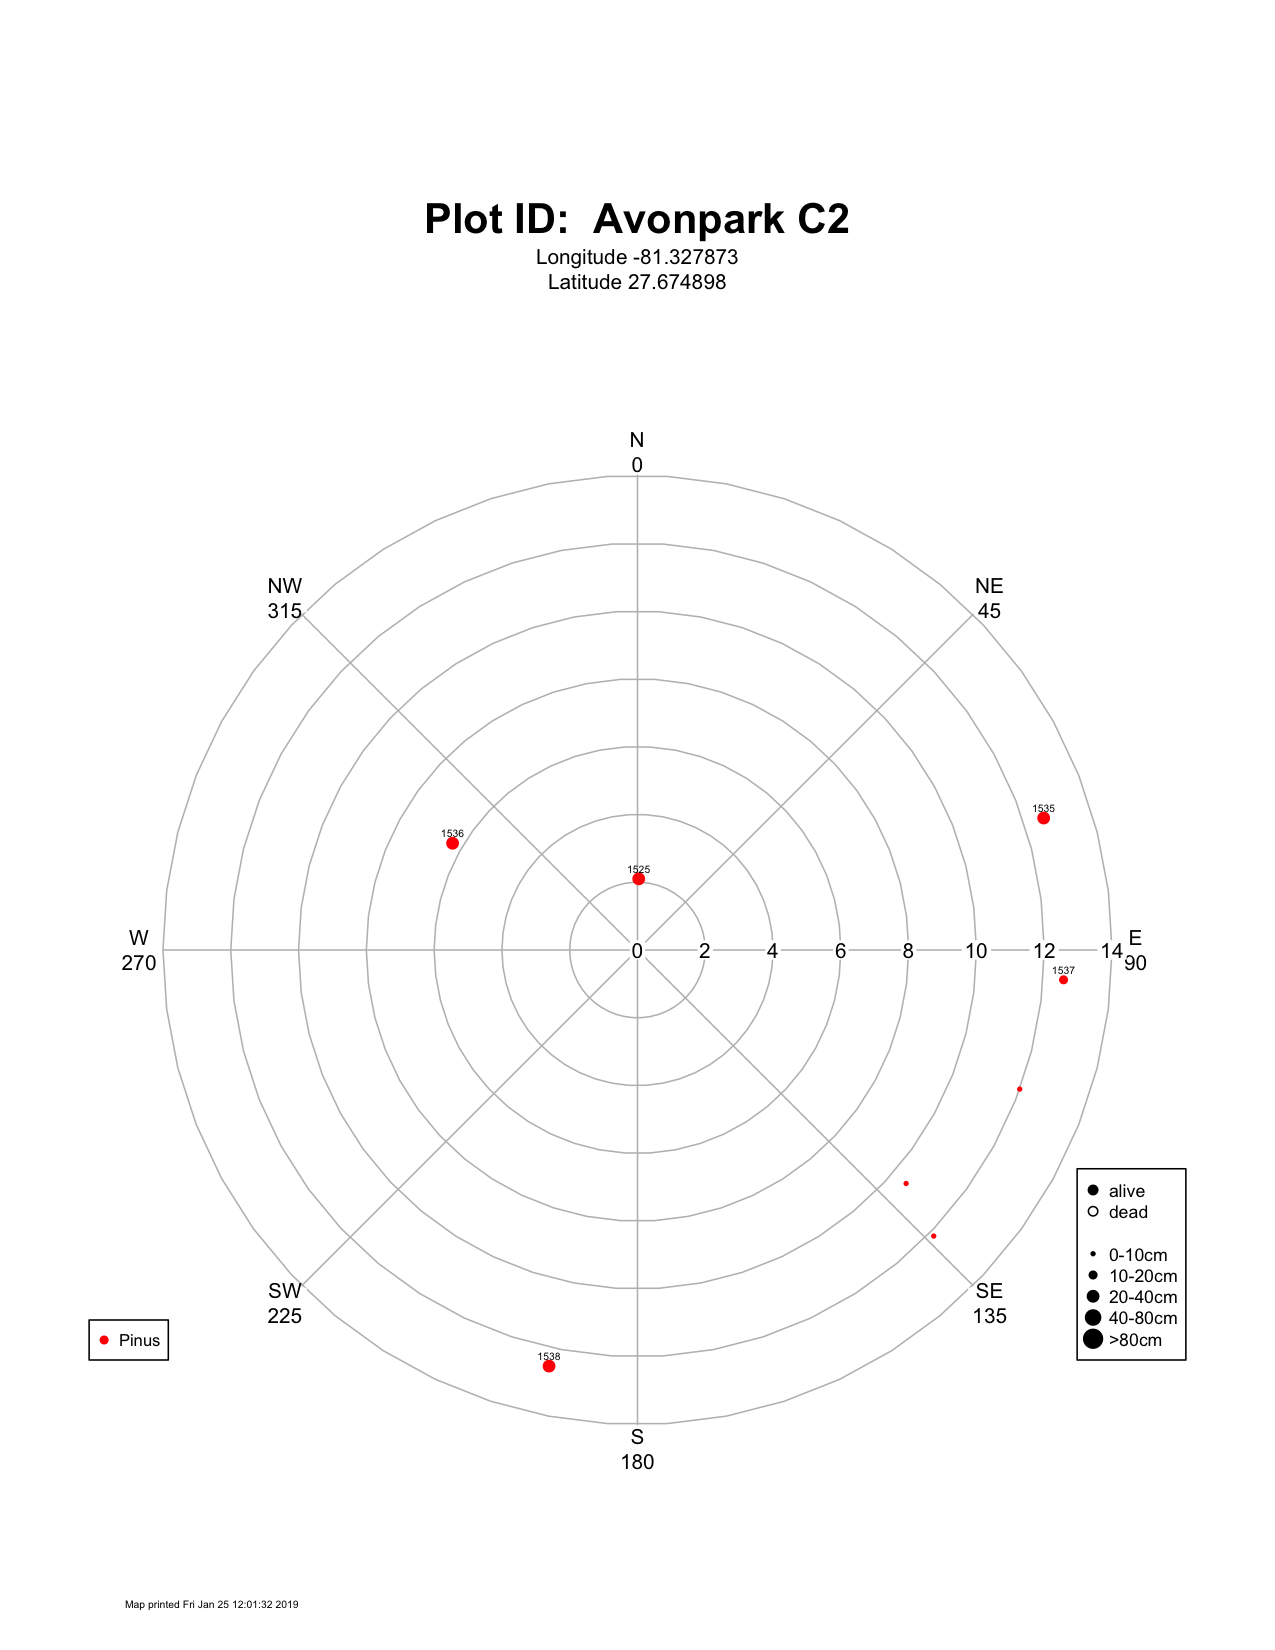 Plot ID:  Avonpark C2
Longitude -81.327873
Latitude 27.674898
N
0
NW
315
NE
45
1535
1536
1525
W
270
0 2 4 6 8 10 12 14
E
90
1537
alive
dead
0-10cm
10-20cm
20-40cm
40-80cm
>80cm
SW
225
SE
135
Pinus
1538
S
180
Map printed Fri Jan 25 12:01:32 2019